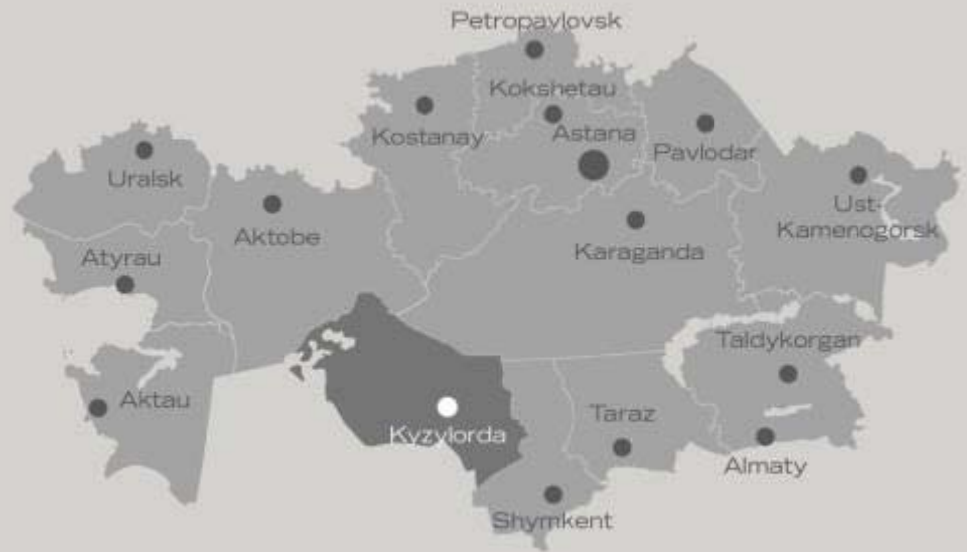 Petropavlovsk
Kokshetau
Kostanay
Astana
Pavlodar
Uralsk
Ust-
Kamenogorsk
Aktobe
Karaganda
Atyrau
Taldykorgan
Aktau
Taraz
Kyzylorda
Almaty
Shymkent